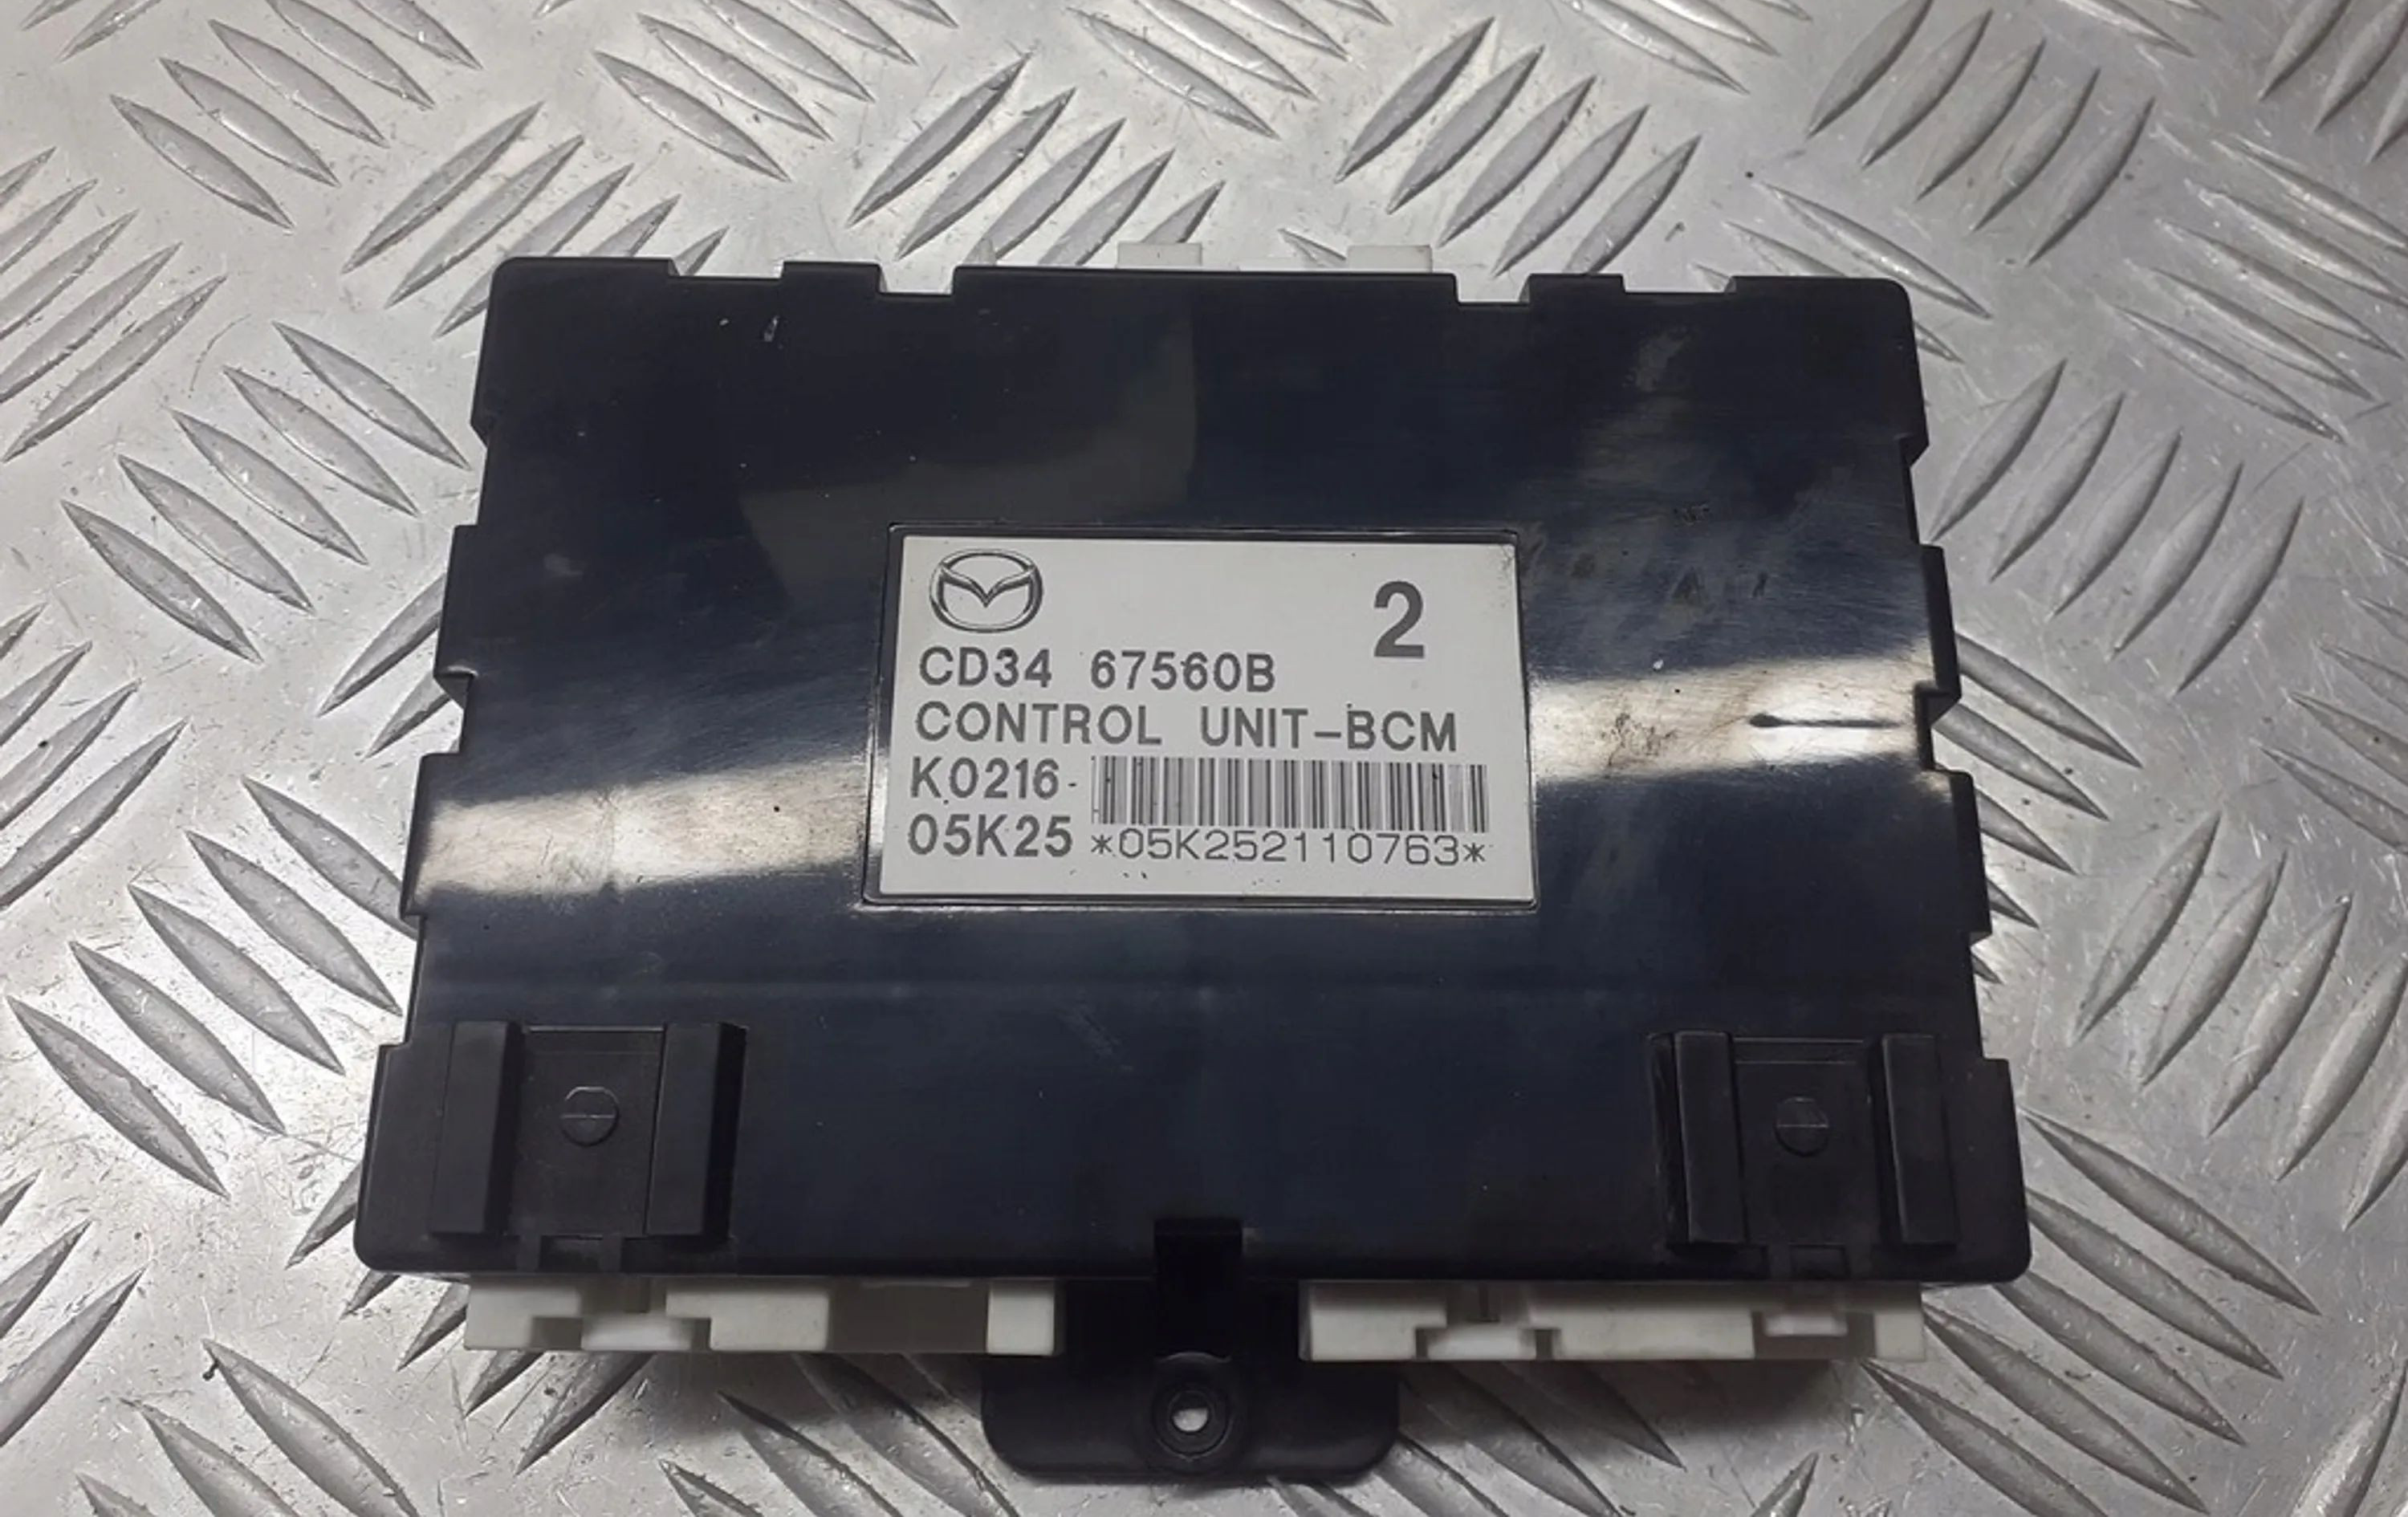 2
CD34 67560B
CONTROL UNIT-BCM
K0216-
05K25 *05K252110763*